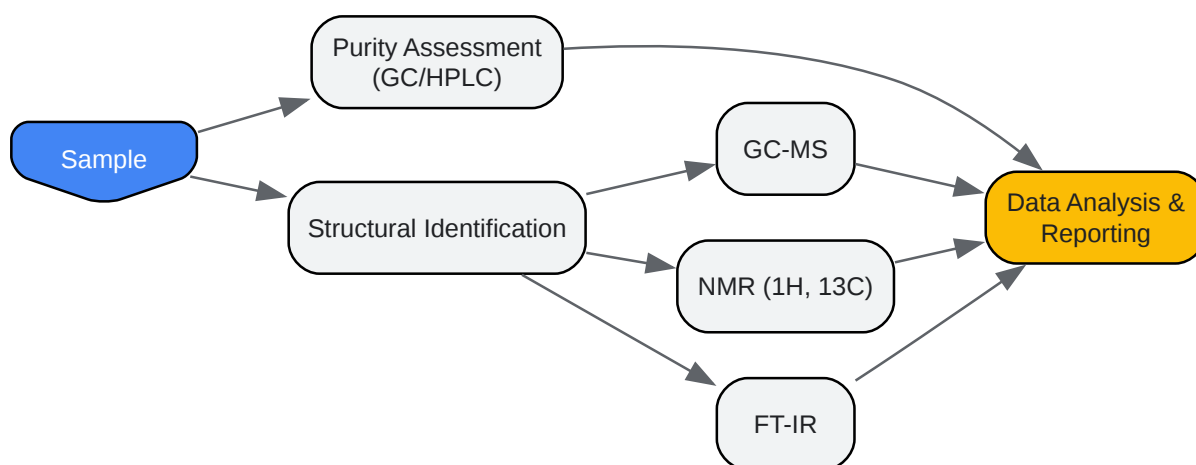 Sample
Purity Assessment
(GC/HPLC)
Structural Identification
GC-MS
NMR (1H, 13C)
FT-IR
Data Analysis &
Reporting